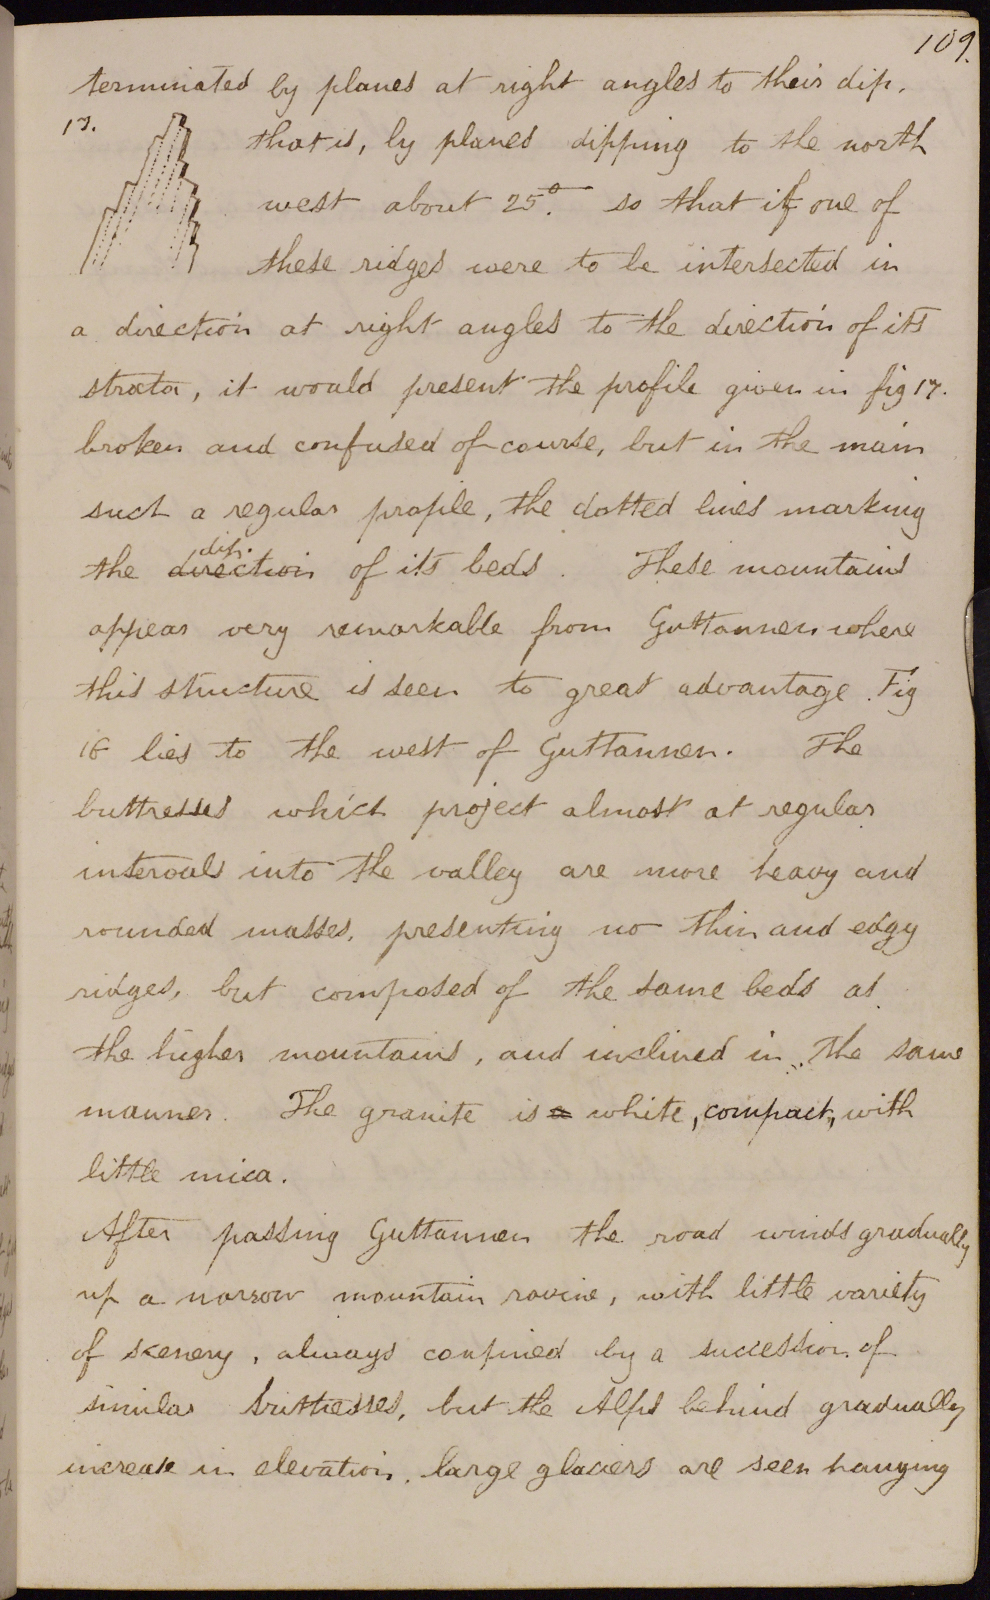 109.
terminated by planes at right angles to their dip.
17.
that is, by planes dipping to the north
west about 25°. so that if one of
these ridges were to be intersected in
a direction at right angles to the direction of its
strata, it would present the profile given in fig 17.
broken and confused of course, but in the main
such a regular profile, the dotted lines marking
dip.
the direction of its beds. These mountains
appear very remarkable from Guttannen where
this structure is seen to great advantage. Fig
16 lies to the west of Guttannen. The
buttresses which project almost at regular
intervals into the valley are more heavy and
rounded masses, presenting no thin and edgy
ridges, but composed of the same beds as
the higher mountains, and inclined in the same
manner. The granite is a white, compact, with
little mica.
After passing Guttannen the road winds gradually
up a narrow mountain ravine, with little variety
of scenery, always confined by a succession of
similar buttresses, but the Alps behind gradually
increase in elevation, large glaciers are seen hanging